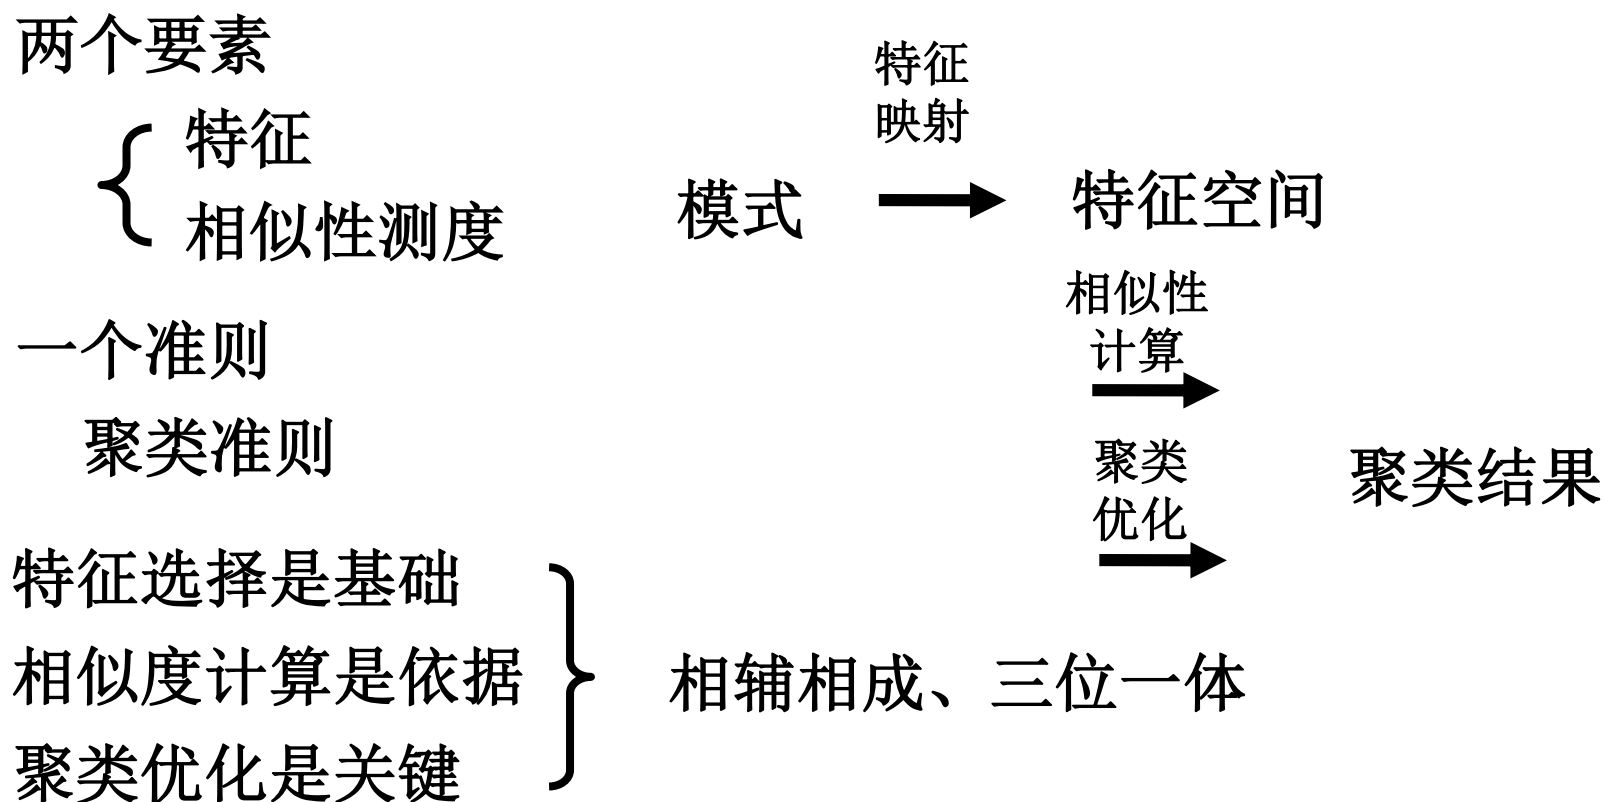 两个要素
特征
相似性测度
一个准则
聚类准则
特征
映射
模式
特征空间
相似性
计算
聚类
优化
聚类结果
特征选择是基础
相似度计算是依据
聚类优化是关键
相辅相成、三位一体